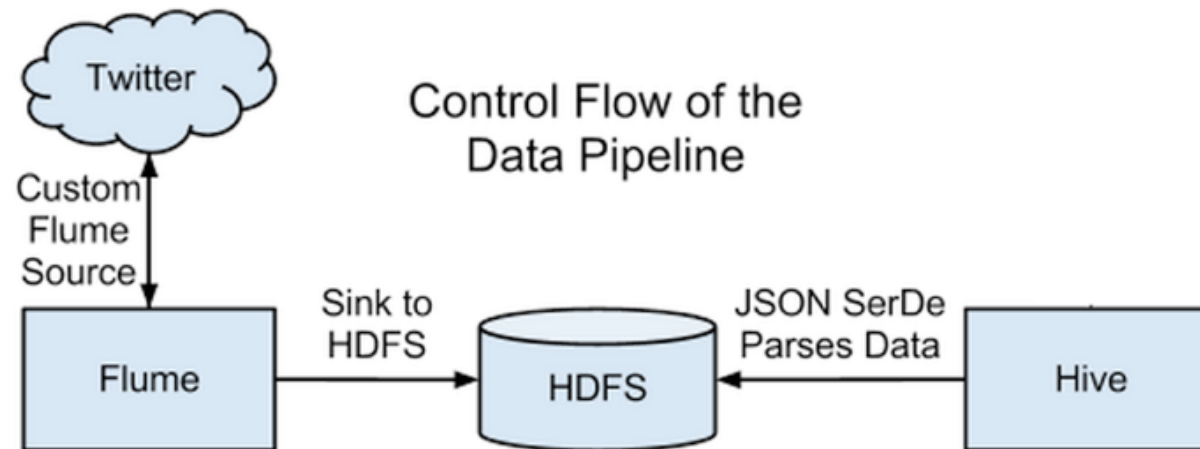 Twitter
Control Flow of the
Data Pipeline
Custom
Flume
Source
Sink to
HDFS
JSON SerDe
Parses Data
Flume
HDFS
Hive